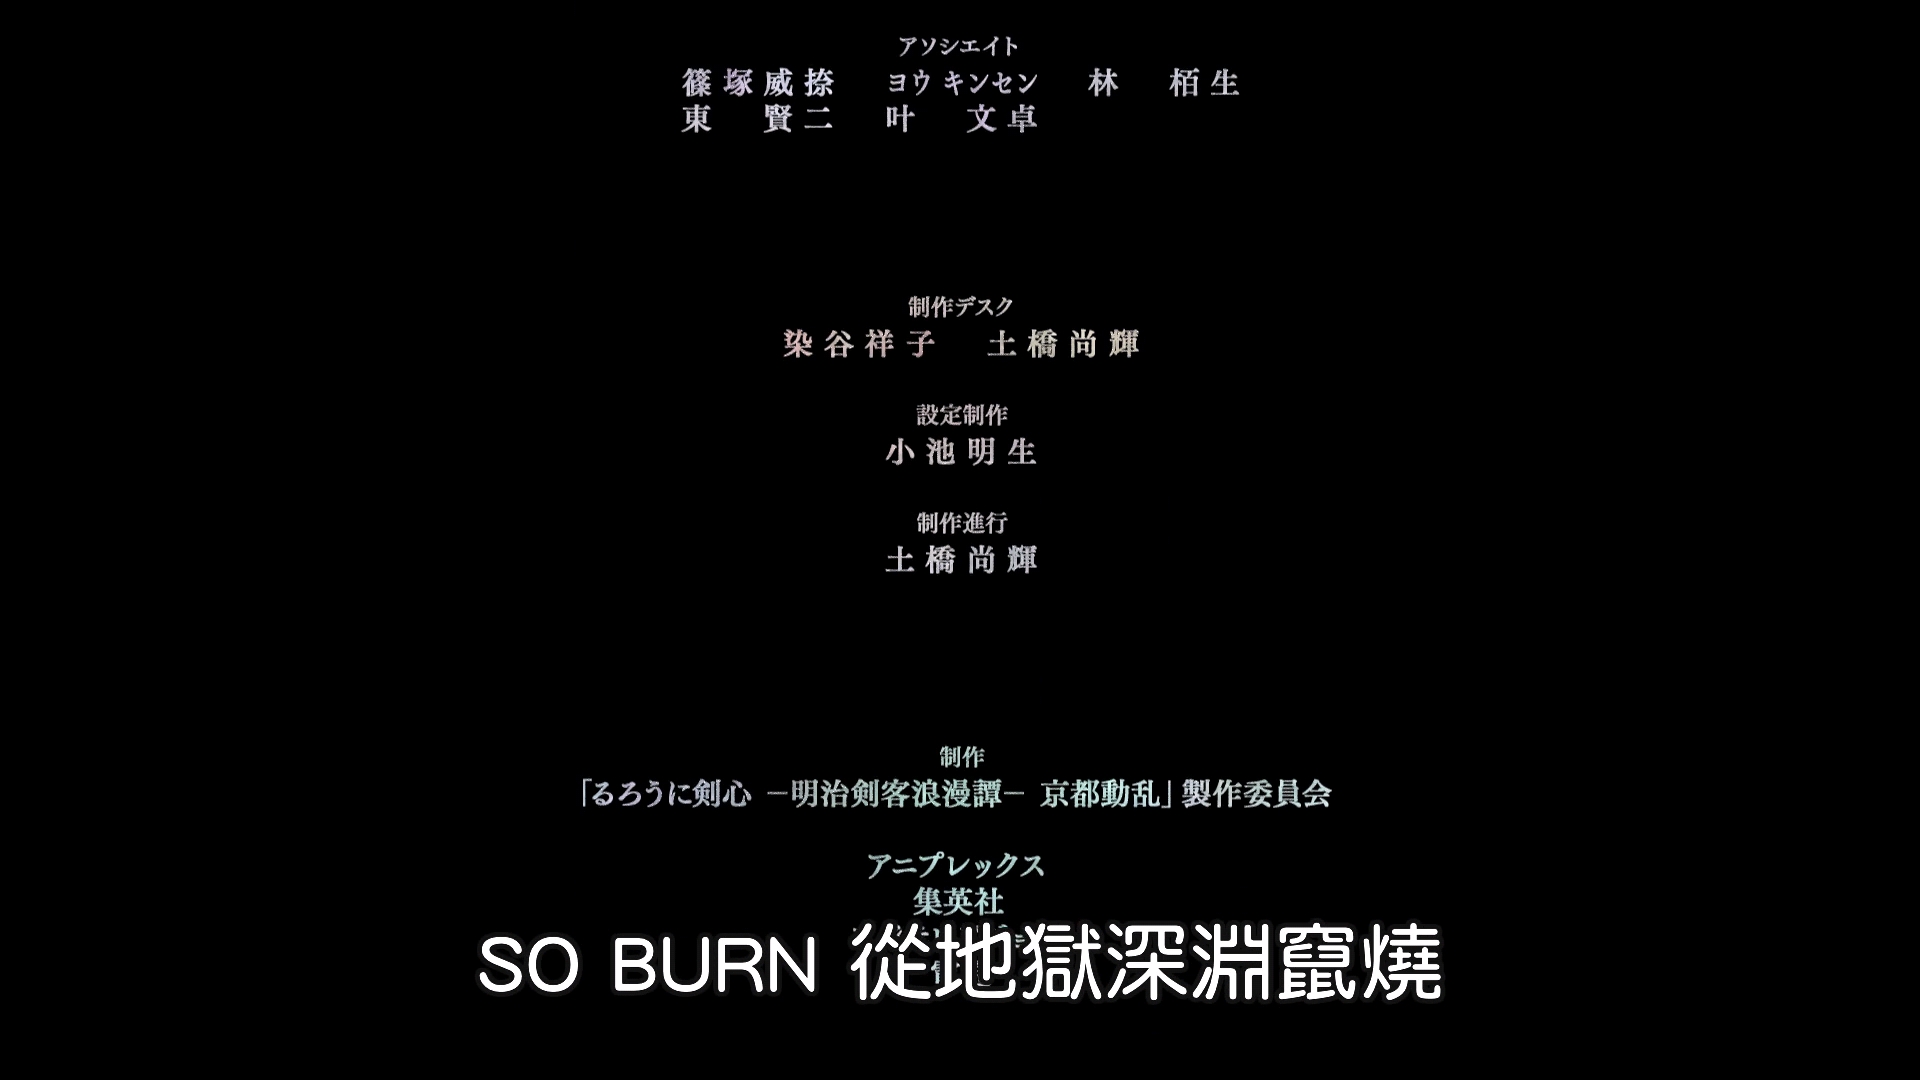 アソシエイト
篠塚威捺 ヨウ キンセン 林 栢生
東 賢二 叶 文卓
制作デスク
染谷祥子 土橋尚輝
設定制作
小池明生
制作進行
土橋尚輝
制作
「るろうに剣心 －明治剣客浪漫譚－ 京都動乱」製作委員会
アニプレックス
集英社
SO BURN 從地獄深淵竄燒